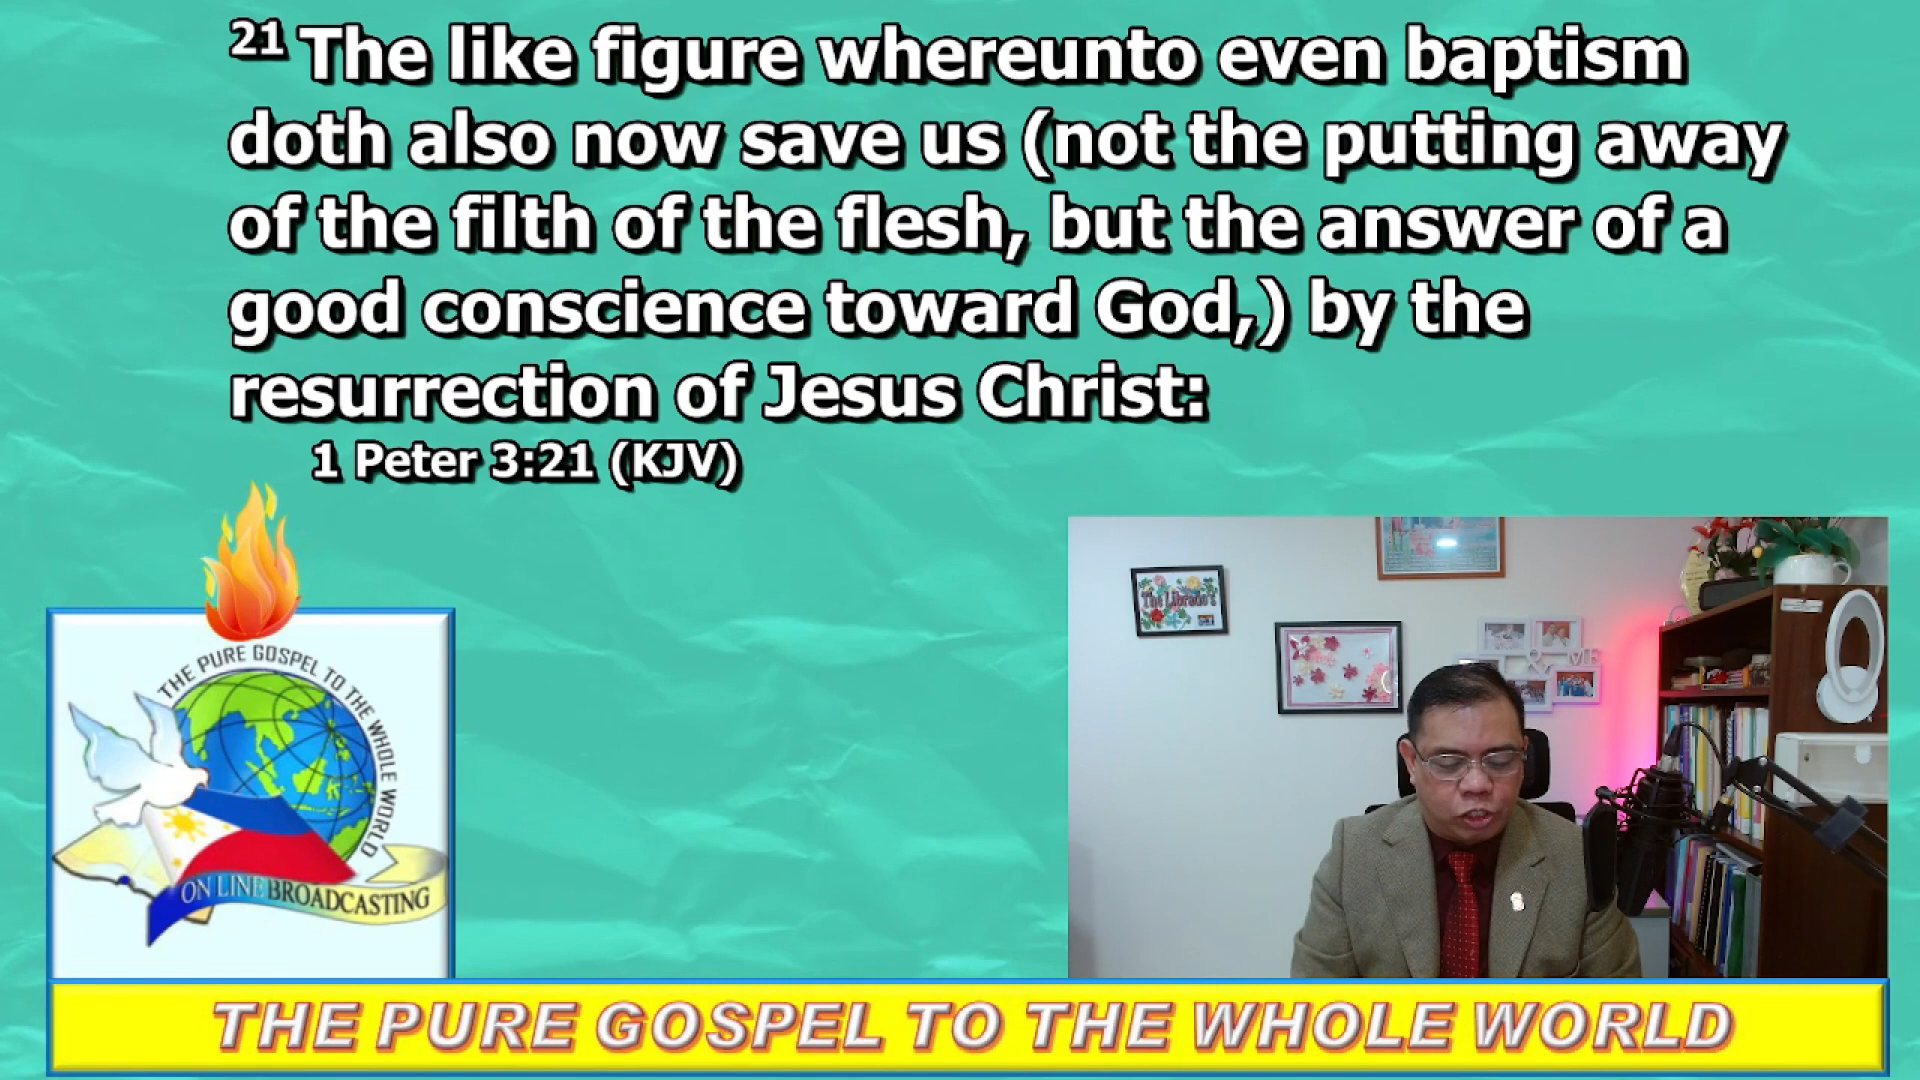 21 The like figure whereunto even baptism
doth also now save us (not the putting away
of the filth of the flesh, but the answer of a
good conscience toward God,) by the
resurrection of Jesus Christ:
1 Peter 3:21 (KJV)
THE PURE GOSPEL TO THE WHOLE WORLD
ON LINE BROADCASTING
The Librado's
& MR
THE PURE GOSPEL TO THE WHOLE WORLD